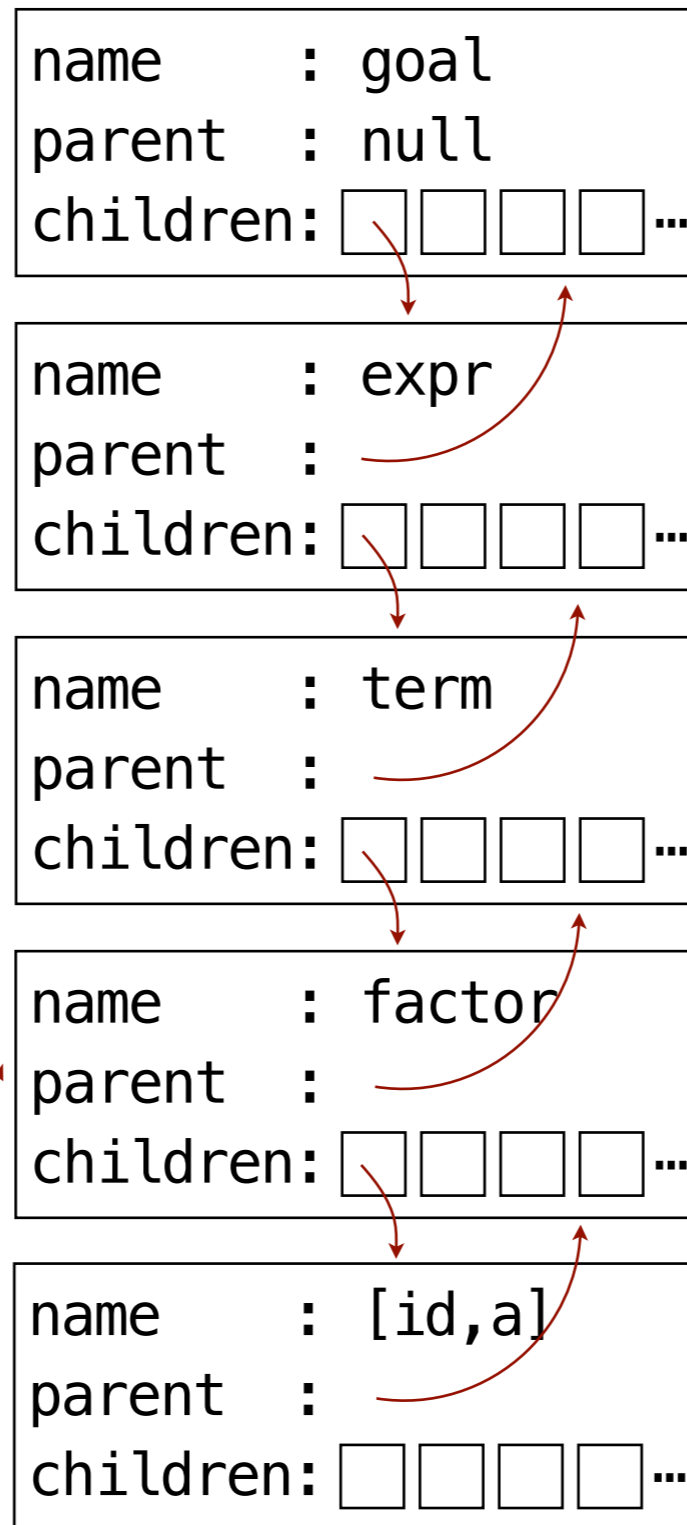 name : goal
parent : null
children: …
name : expr
parent :
children: …
name : term
parent :
children: …
name : factor
parent :
children: …
name : [id,a]
parent :
children: …